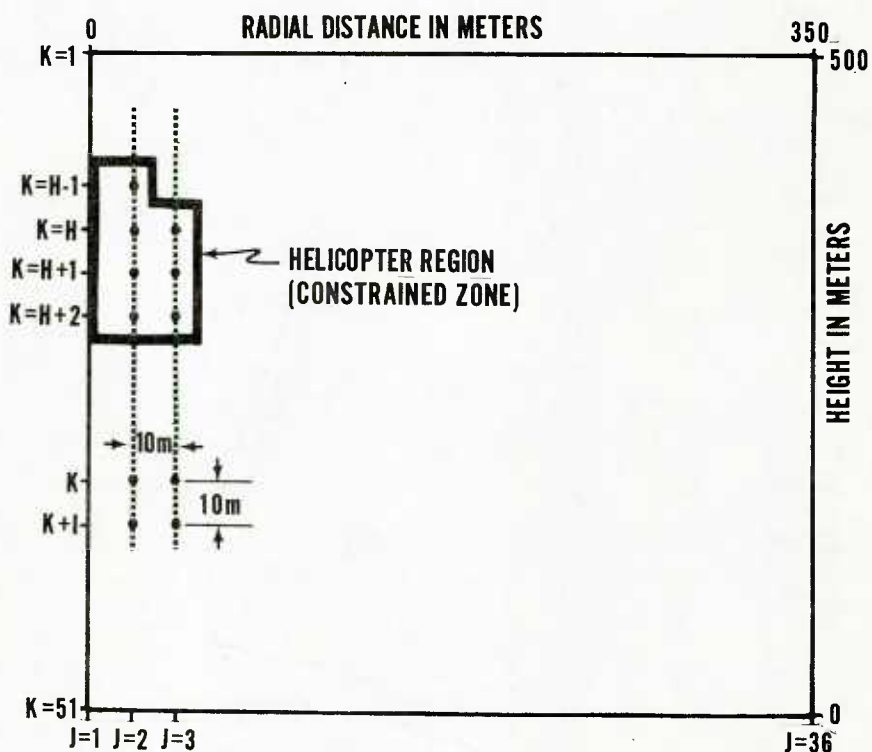 0 RADIAL DISTANCE IN METERS 350
K=1 500
K=H-1
K=H
K=H+1
K=H+2
HELICOPTER REGION
(CONSTRAINED ZONE)
HEIGHT IN METERS
10m
K
10m
K+1
K=51 0
J=1 J=2 J=3 J=36